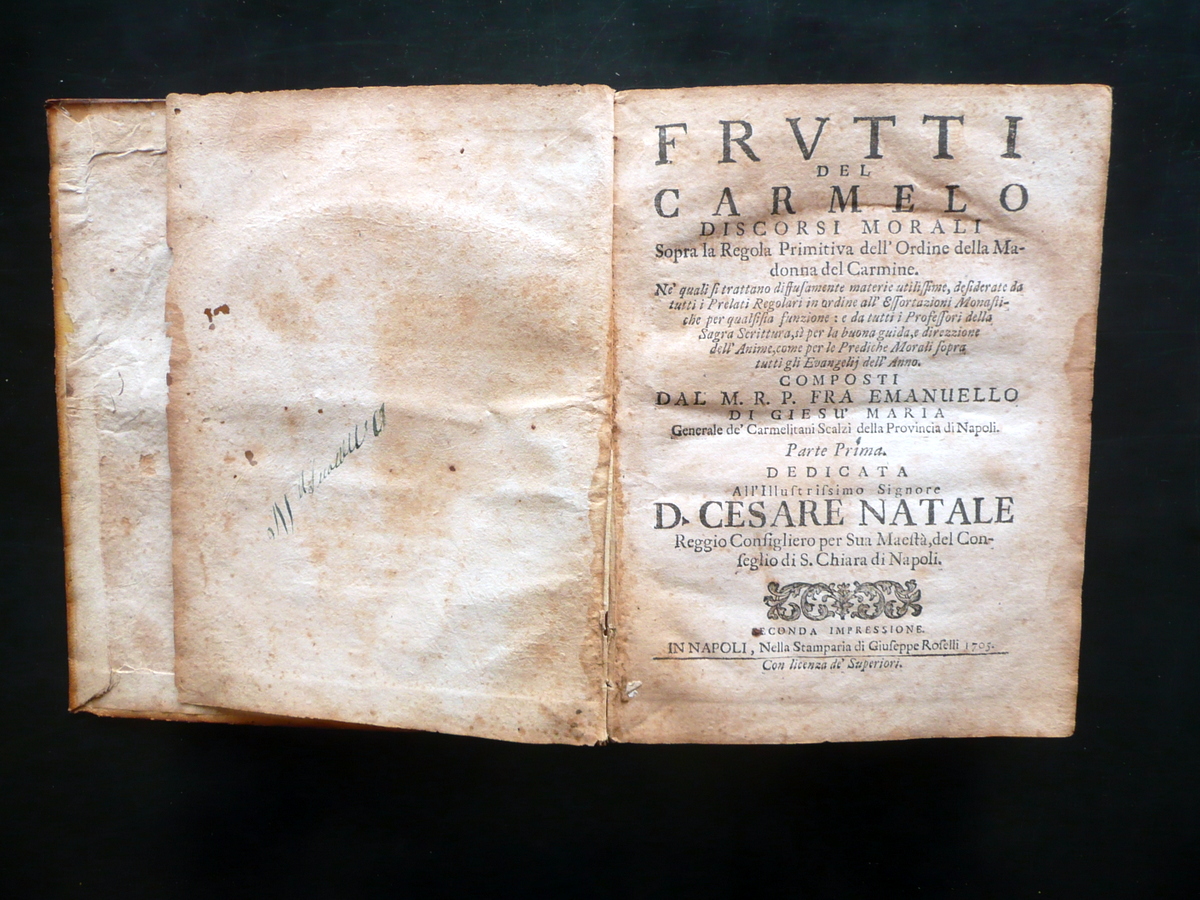 FRVTTI
DEL
CARMELO
DISCORSI MORALI
Sopra la Regola Primitiva dell' Ordine della Ma-
donna del Carmine.
Ne' quali si trattano diffusamente materie utilissime, desiderate da
tutti i Prelati Regolari in ordine all' Essortazioni Monasti-
che per qualsisia funzione: e da tutti i Professori della
Sagra Scrittura, sì per la buona guida, e direzzione
dell' Anime, come per le Prediche Morali sopra
tutti gli Evangelij dell' Anno.
COMPOSTI
DAL M. R. P. FRA EMANUELLO
DI GIESU' MARIA
Generale de' Carmelitani Scalzi della Provincia di Napoli.
Parte Prima.
DEDICATA
All'Illustrissimo Signore
D. CESARE NATALE
Reggio Consigliero per Sua Maestà, del Con-
seglio di S. Chiara di Napoli.
SECONDA IMPRESSIONE.
IN NAPOLI, Nella Stamparia di Giuseppe Roselli 1705.
Con licenza de' Superiori.